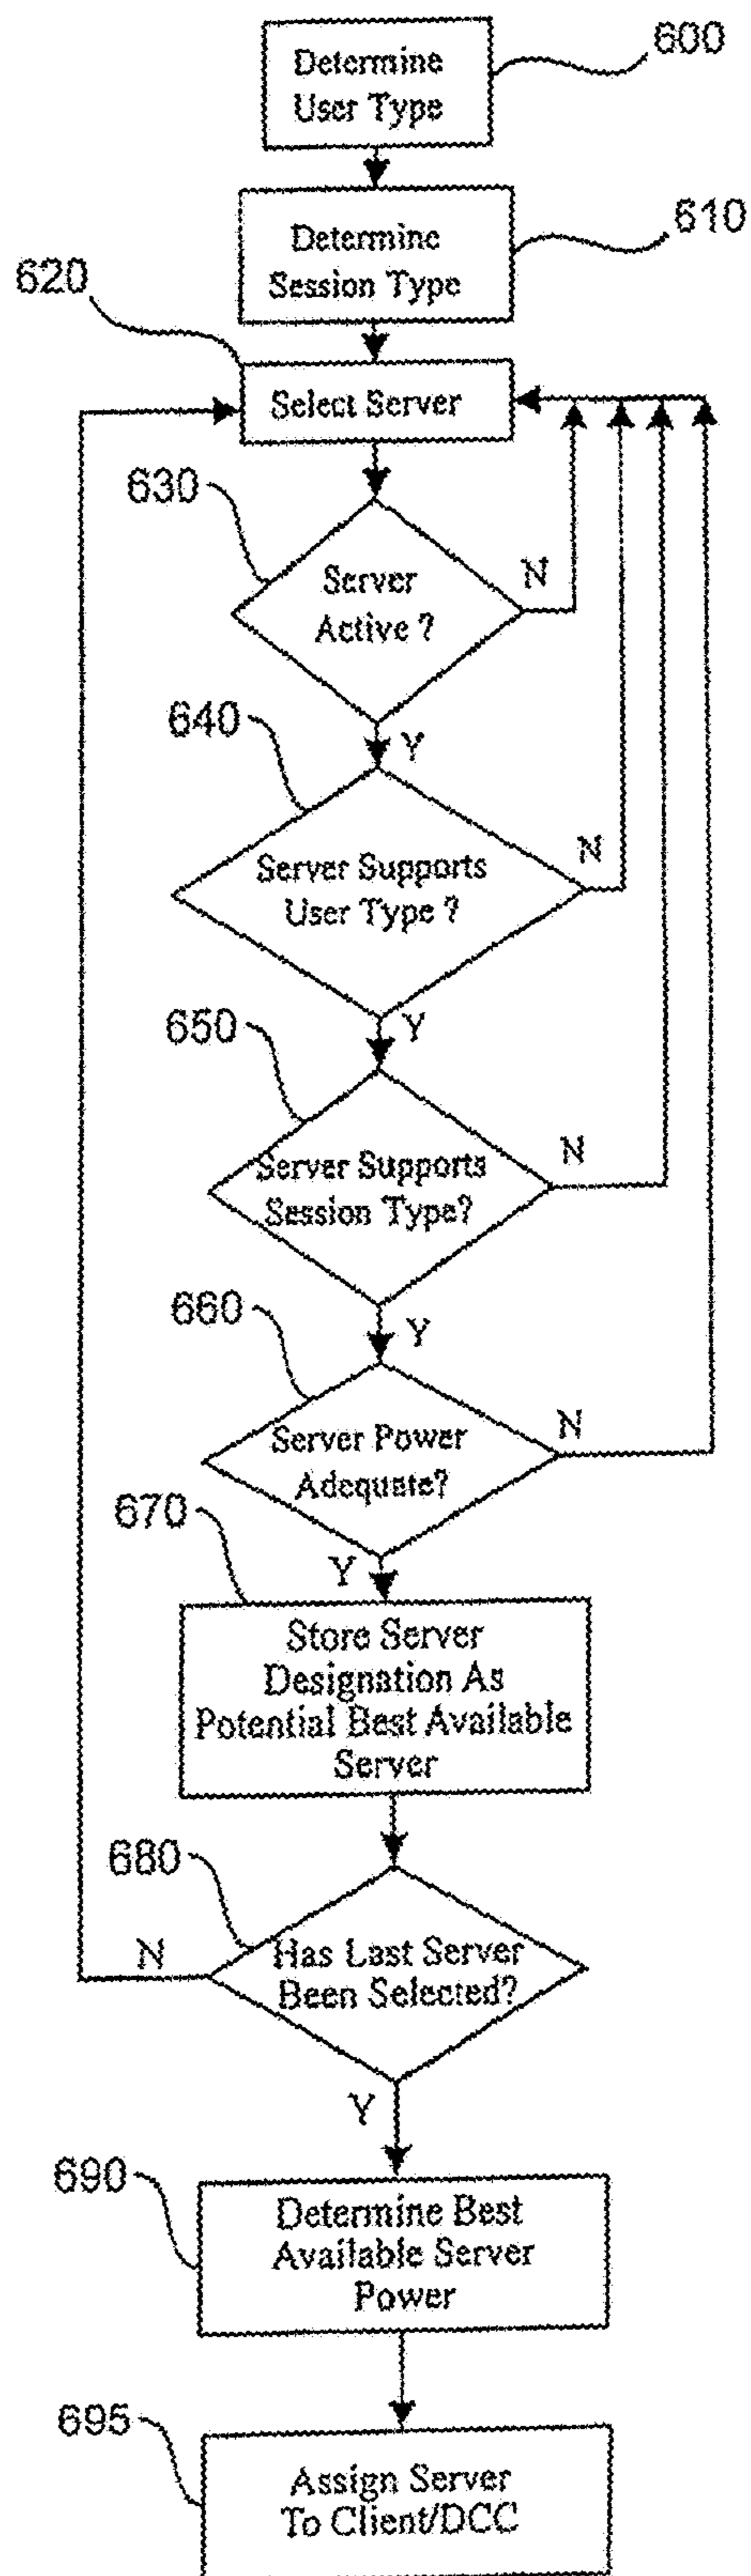 600
Determine
User Type
610
Determine
Session Type
620
Select Server
630
Server
Active ?
N
Y
640
Server Supports
User Type ?
N
Y
650
Server Supports
Session Type?
N
Y
660
Server Power
Adequate?
N
Y
670
Store Server
Designation As
Potential Best Available
Server
680
Has Last Server
Been Selected?
N
Y
690
Determine Best
Available Server
Power
695
Assign Server
To Client/DCC